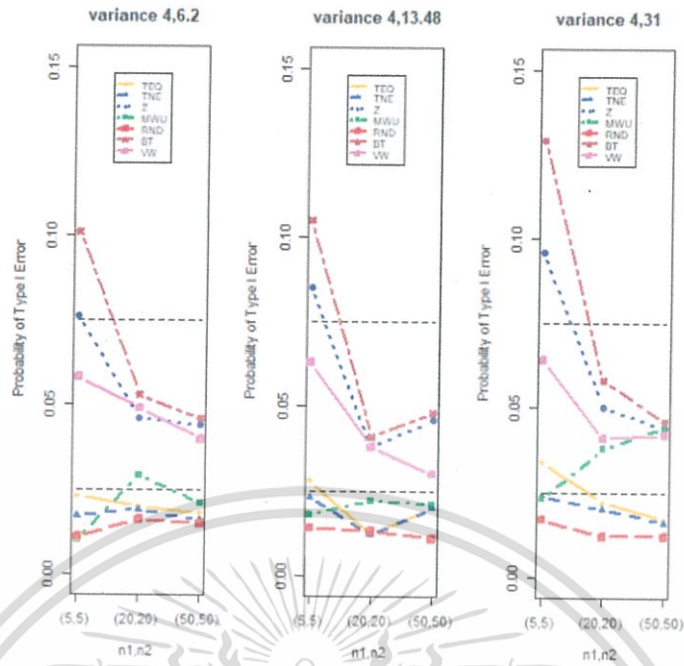 variance 4,6.2
Probability of Type I Error
0.00
0.05
0.10
0.15
TEQ
TNE
Z
MWU
RND
BT
VW
(5,5)
(20,20)
(50,50)
n1,n2
variance 4,13.48
Probability of Type I Error
0.00
0.05
0.10
0.15
TEQ
TNE
Z
MWU
RND
BT
VW
(5,5)
(20,20)
(50,50)
n1,n2
variance 4,31
Probability of Type I Error
0.00
0.05
0.10
0.15
TEQ
TNE
Z
MWU
RND
BT
VW
(5,5)
(20,20)
(50,50)
n1,n2